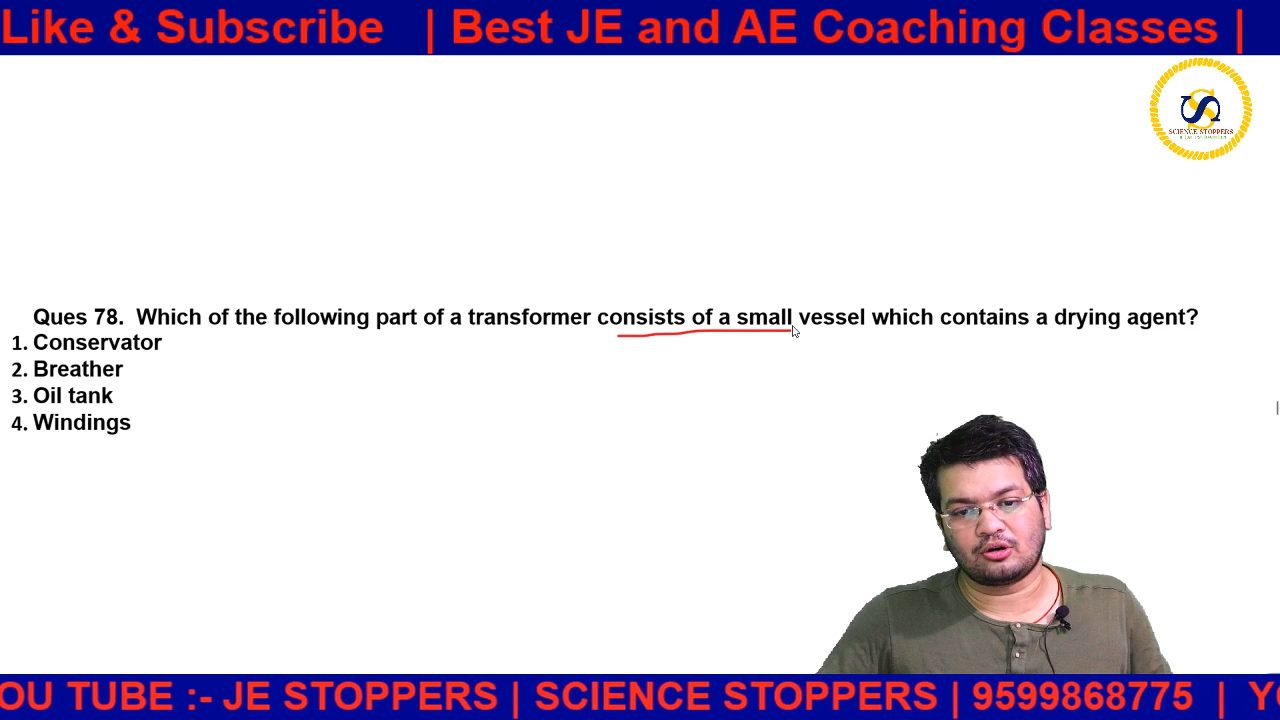 Like & Subscribe | Best JE and AE Coaching Classes |
SCIENCE STOPPERS
Ques 78. Which of the following part of a transformer consists of a small vessel which contains a drying agent?
1. Conservator
2. Breather
3. Oil tank
4. Windings
OU TUBE :- JE STOPPERS | SCIENCE STOPPERS | 9599868775 | Y